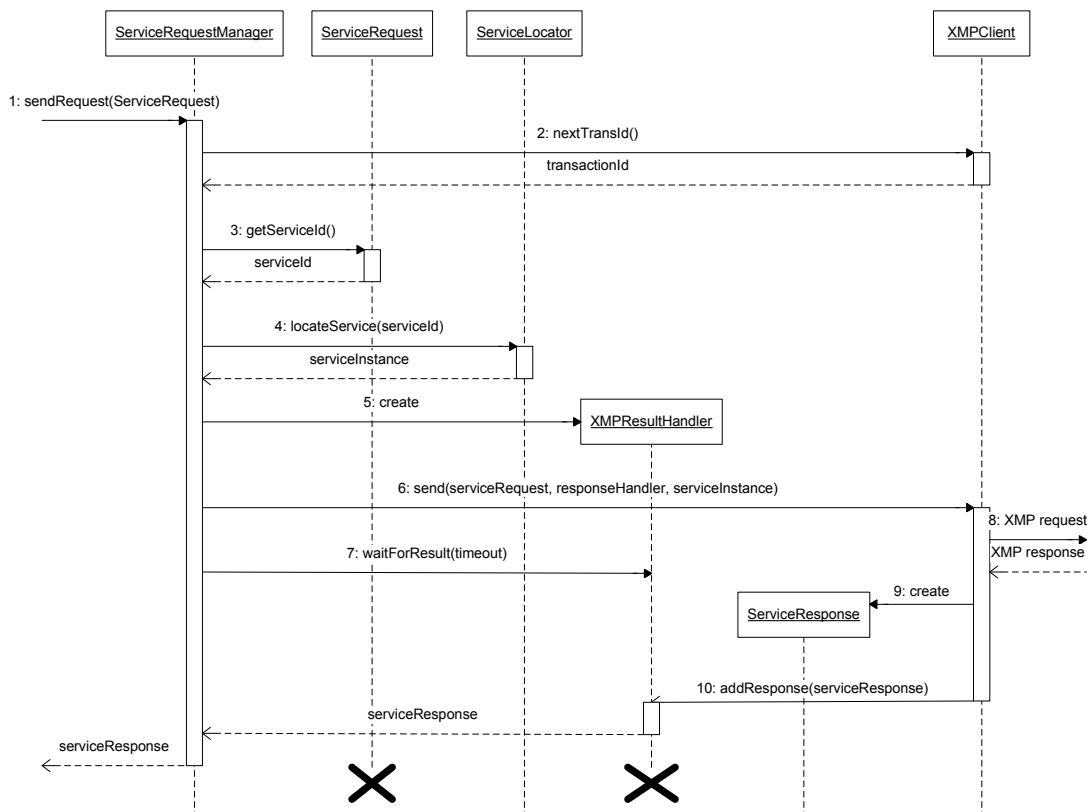 ServiceRequestManager
ServiceRequest
ServiceLocator
XMPClient
1: sendRequest(ServiceRequest)
2: nextTransId()
transactionId
3: getServiceId()
serviceId
4: locateService(serviceId)
serviceInstance
5: create
XMPResultHandler
6: send(serviceRequest, responseHandler, serviceInstance)
8: XMP request
7: waitForResult(timeout)
XMP response
9: create
ServiceResponse
10: addResponse(serviceResponse)
serviceResponse
serviceResponse